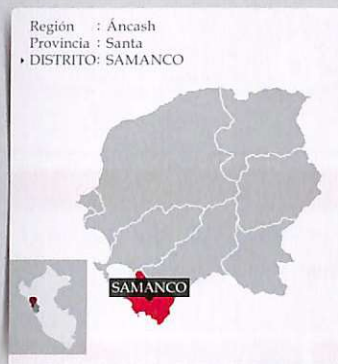 Región : Áncash
Provincia : Santa
DISTRITO: SAMANCO
SAMANCO